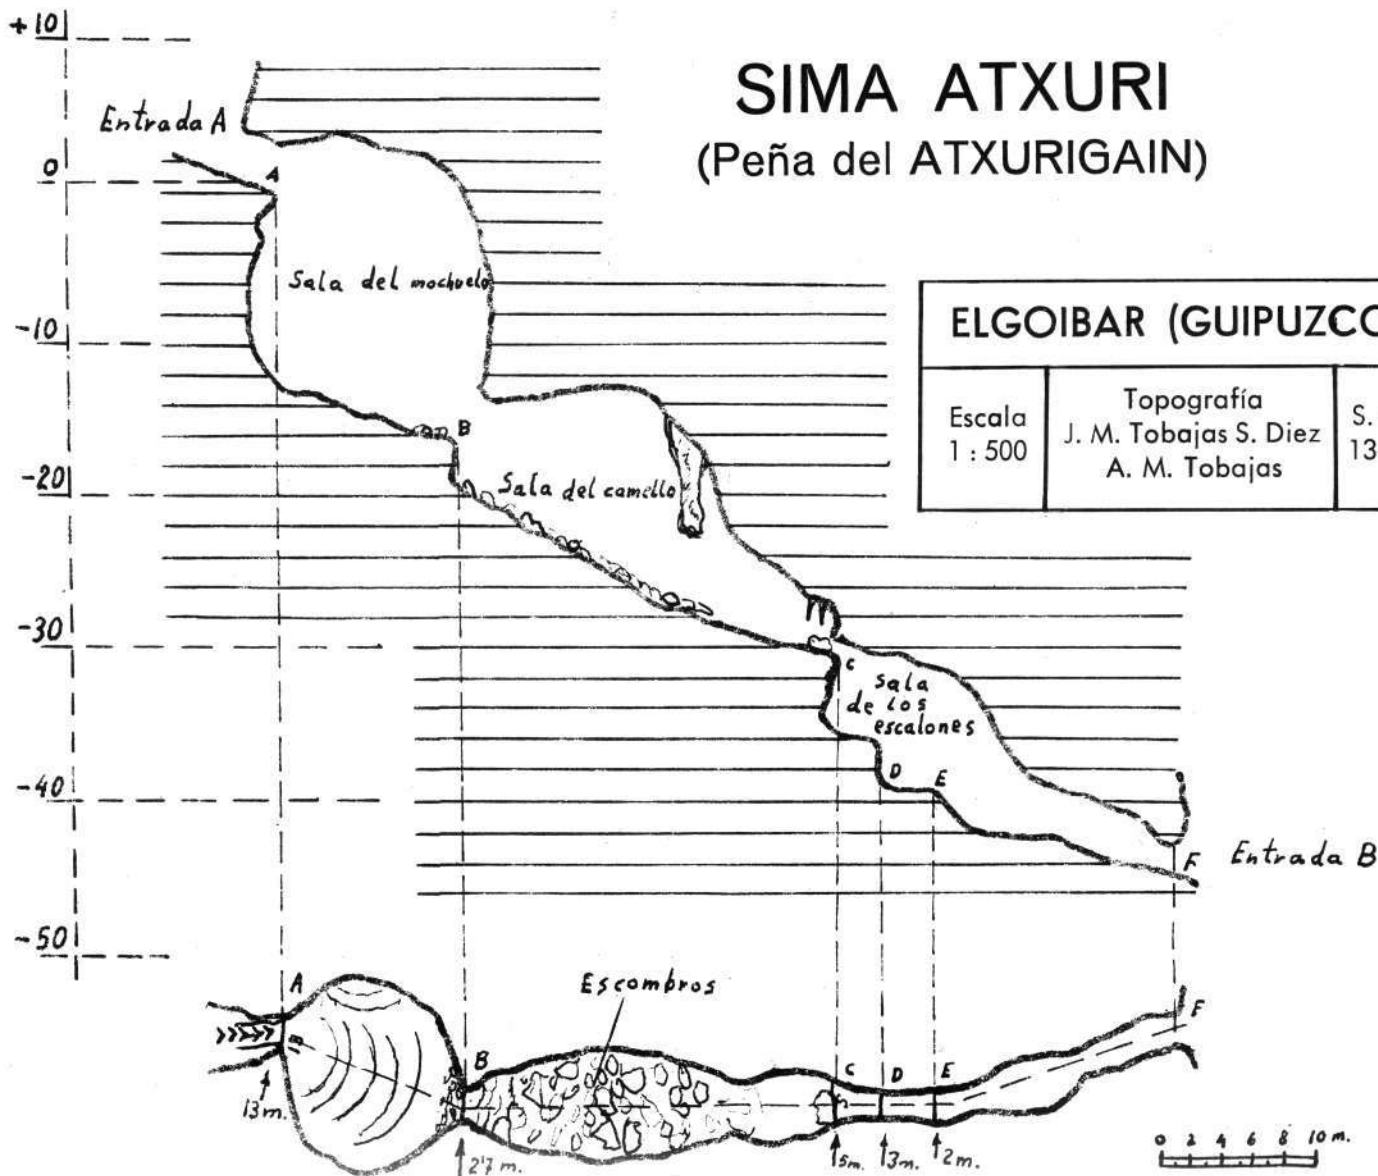 SIMA ATXURI
(Peña del ATXURIGAIN)
+10
0
-10
-20
-30
-40
-50
Entrada A
A
Sala del mochuelo
B
Sala del camello
C
Sala
de los
escalones
D
E
F
Entrada B
ELGOIBAR (GUIPUZCO
Escala
1 : 500
Topografía
J. M. Tobajas S. Diez
A. M. Tobajas
S.
13
A
B
Escombros
C
D
E
F
13m.
2'7 m.
5m.
3m.
2m.
0 2 4 6 8 10 m.